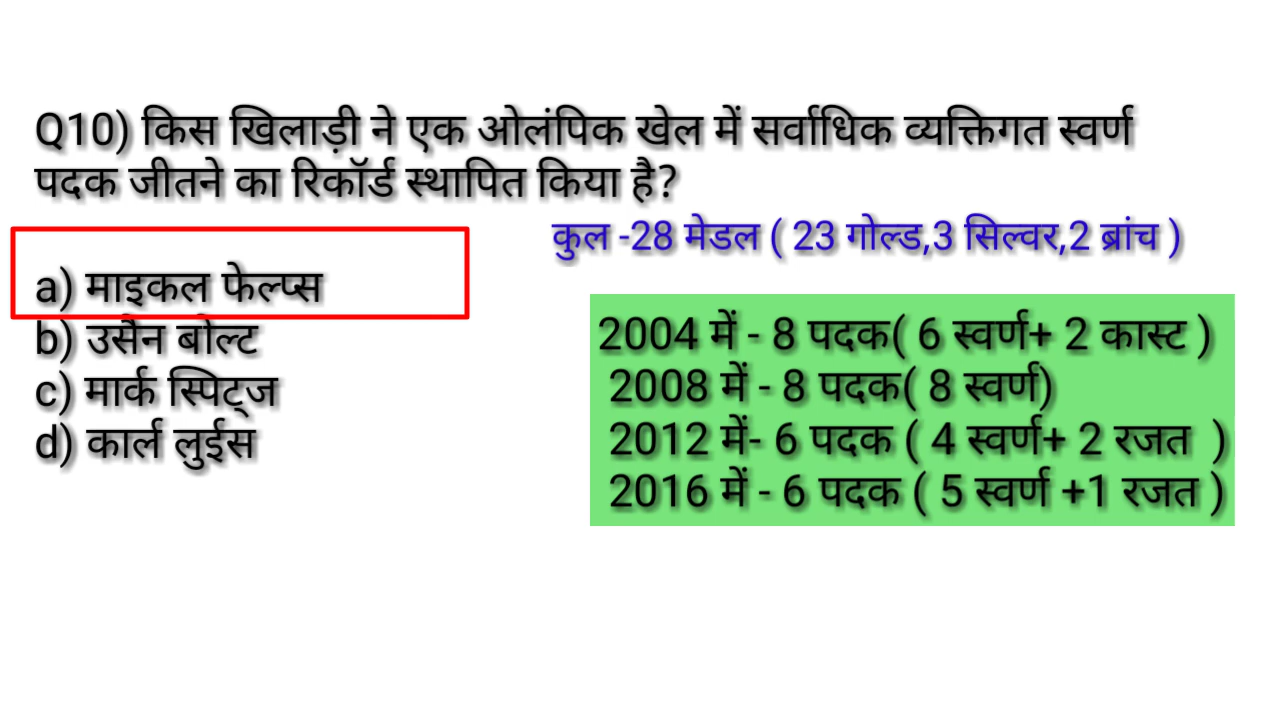 Q10) किस खिलाड़ी ने एक ओलंपिक खेल में सर्वाधिक व्यक्तिगत स्वर्ण
पदक जीतने का रिकॉर्ड स्थापित किया है?
कुल -28 मेडल ( 23 गोल्ड,3 सिल्वर,2 ब्रांच )
a) माइकल फेल्प्स
b) उसैन बोल्ट
c) मार्क स्पिट्ज
d) कार्ल लुईस
2004 में - 8 पदक( 6 स्वर्ण+ 2 कास्ट )
2008 में - 8 पदक( 8 स्वर्ण)
2012 में- 6 पदक ( 4 स्वर्ण+ 2 रजत )
2016 में - 6 पदक ( 5 स्वर्ण +1 रजत )